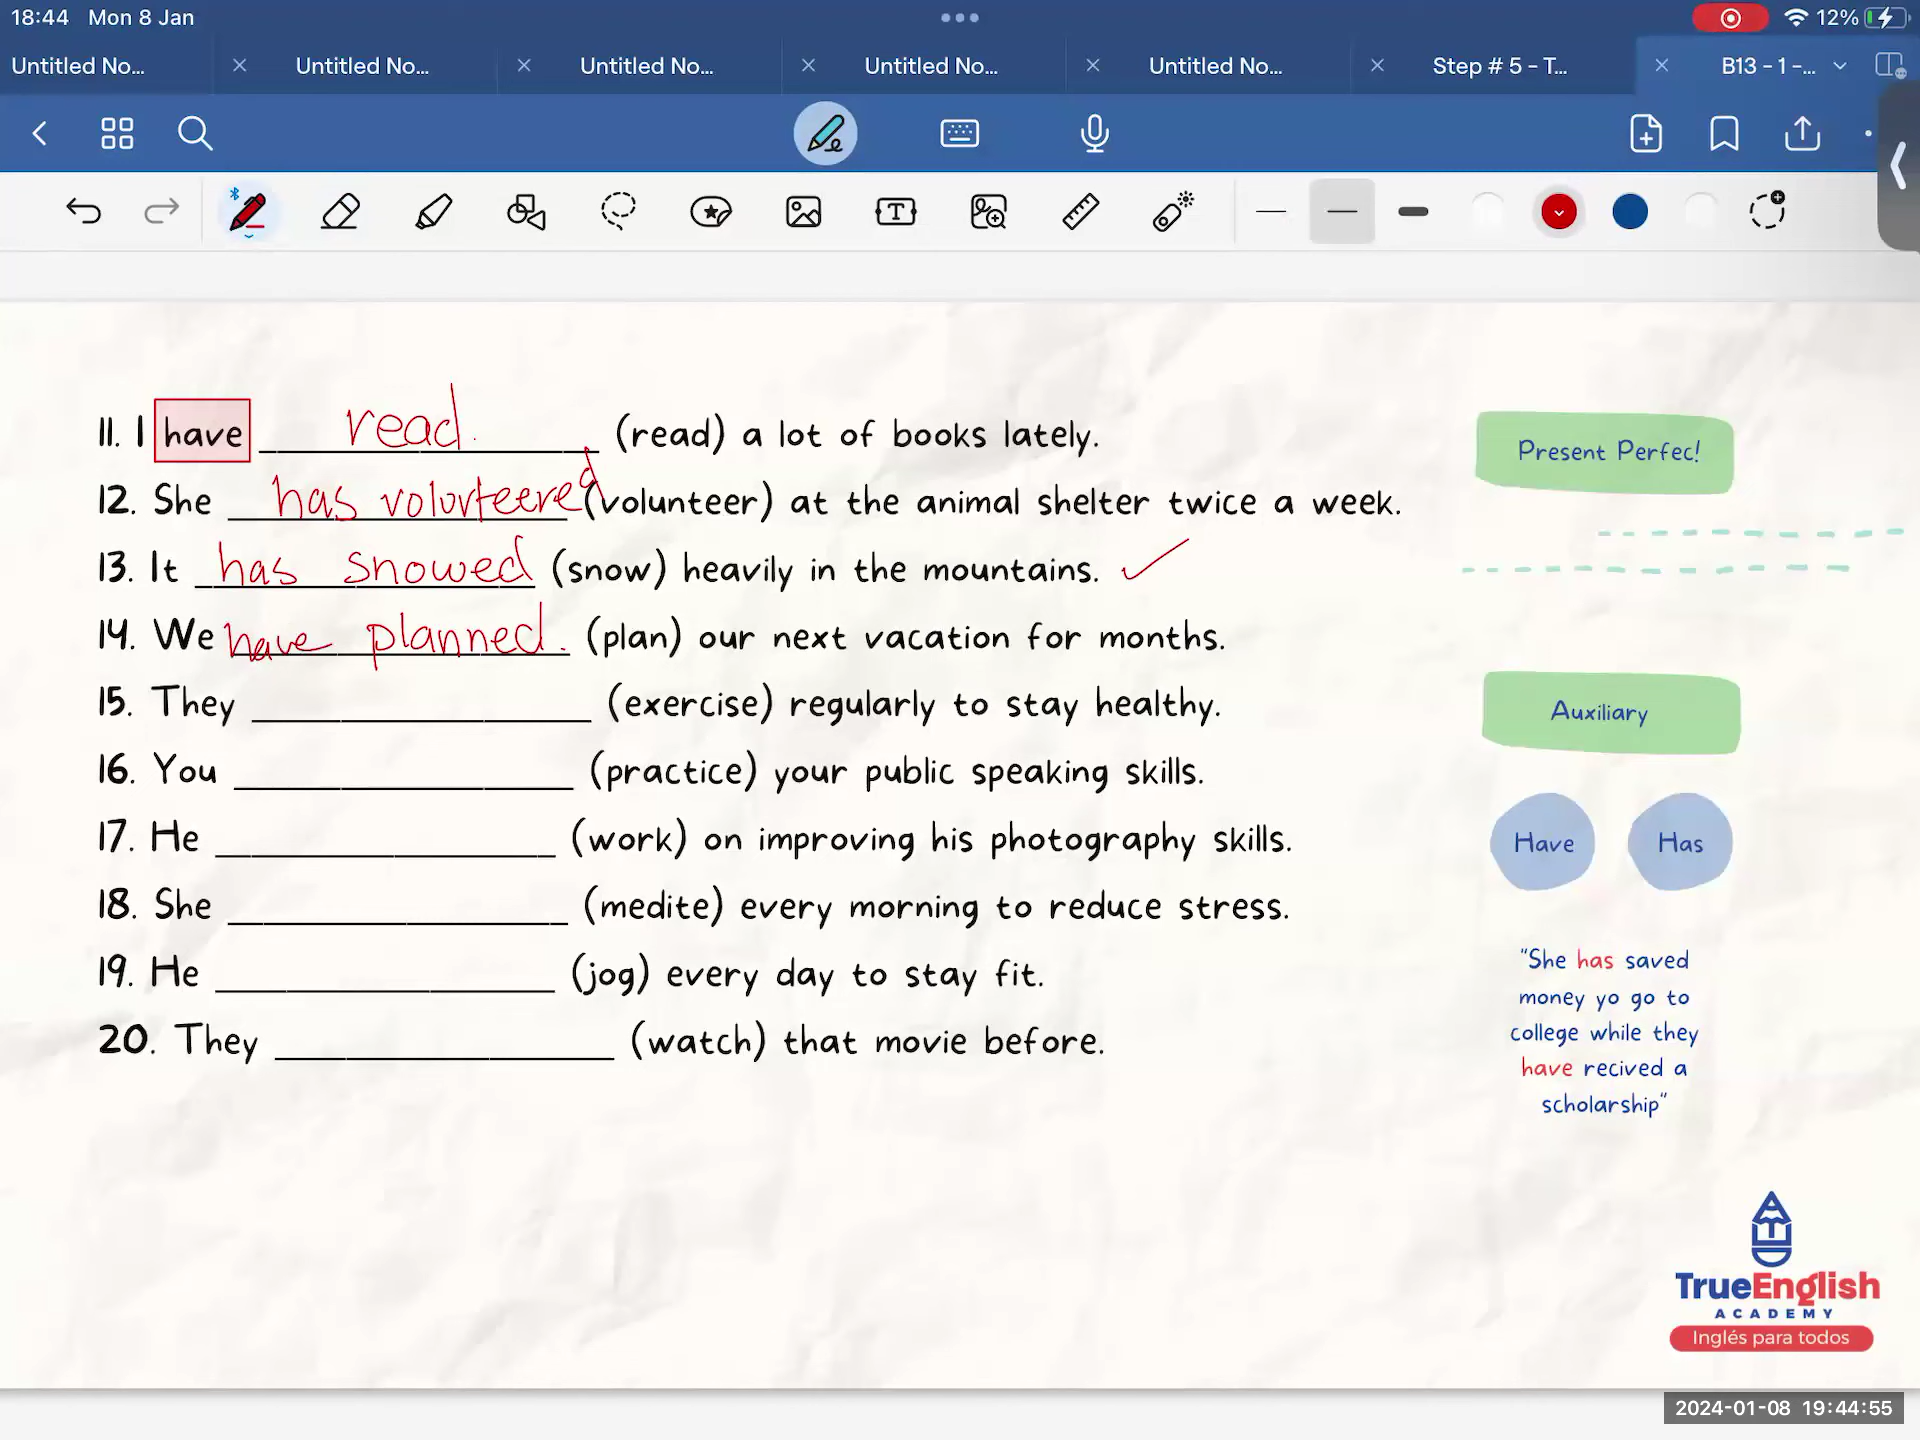 18:44 Mon 8 Jan 12%
Untitled No... Untitled No... Untitled No... Untitled No... Untitled No... Step # 5 - T... B13 - 1 -...
11. I have read. (read) a lot of books lately.
12. She has volunteered (volunteer) at the animal shelter twice a week.
13. It has snowed (snow) heavily in the mountains.
14. We have planned. (plan) our next vacation for months.
15. They ______ (exercise) regularly to stay healthy.
16. You ______ (practice) your public speaking skills.
17. He ______ (work) on improving his photography skills.
18. She ______ (medite) every morning to reduce stress.
19. He ______ (jog) every day to stay fit.
20. They ______ (watch) that movie before.
Present Perfec!
Auxiliary
Have Has
"She has saved
money yo go to
college while they
have recived a
scholarship"
TrueEnglish
ACADEMY
Inglés para todos
2024-01-08 19:44:55